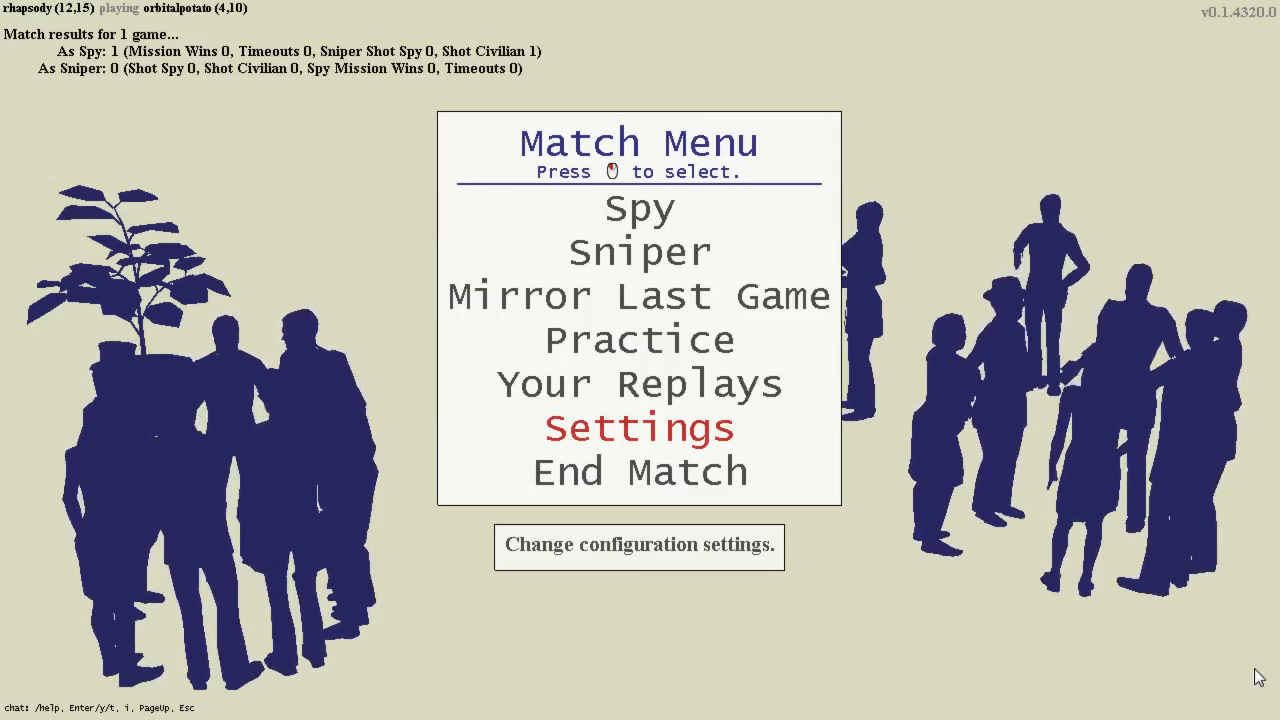 rhapsody (12,15) playing orbitalpotato (4,10)
v0.1.4320.0
Match results for 1 game...
As Spy: 1 (Mission Wins 0, Timeouts 0, Sniper Shot Spy 0, Shot Civilian 1)
As Sniper: 0 (Shot Spy 0, Shot Civilian 0, Spy Mission Wins 0, Timeouts 0)
Match Menu
Press to select.
Spy
Sniper
Mirror Last Game
Practice
Your Replays
Settings
End Match
Change configuration settings.
chat: /help, Enter/y/t, i, PageUp, Esc